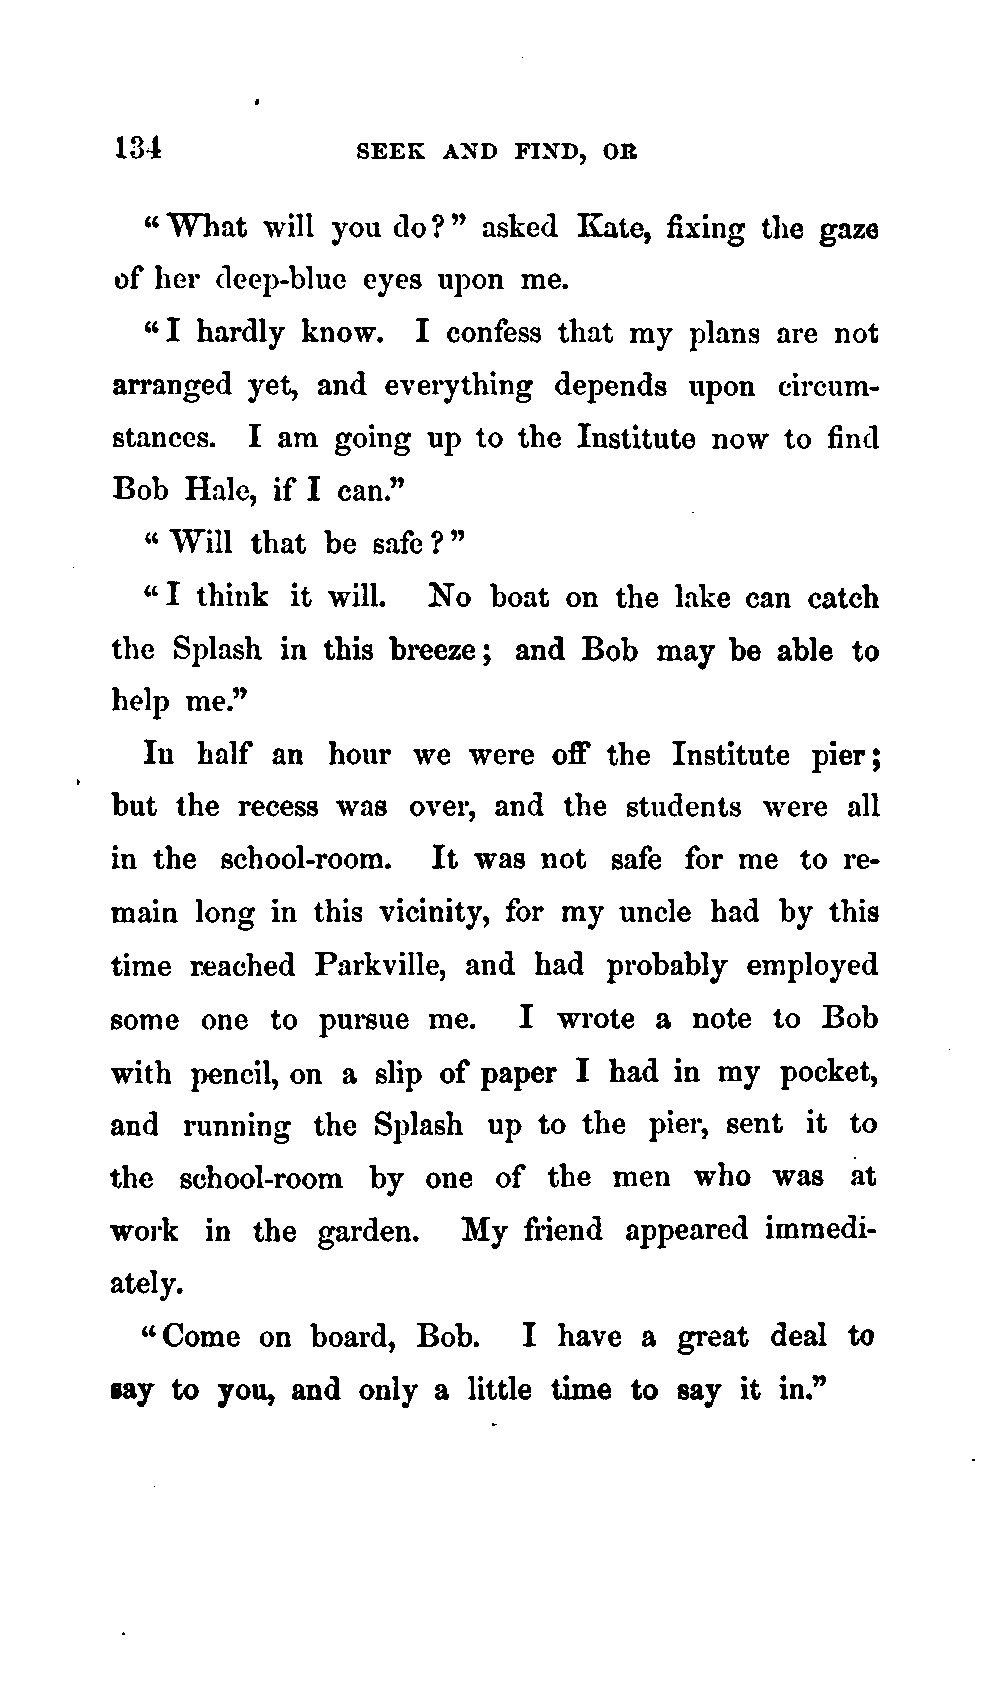 134 SEEK AND FIND, OR
“What will you do?” asked Kate, fixing the gaze
of her deep-blue eyes upon me.
“I hardly know. I confess that my plans are not
arranged yet, and everything depends upon circum-
stances. I am going up to the Institute now to find
Bob Hale, if I can.”
“Will that be safe?”
“I think it will. No boat on the lake can catch
the Splash in this breeze; and Bob may be able to
help me.”
In half an hour we were off the Institute pier;
but the recess was over, and the students were all
in the school-room. It was not safe for me to re-
main long in this vicinity, for my uncle had by this
time reached Parkville, and had probably employed
some one to pursue me. I wrote a note to Bob
with pencil, on a slip of paper I had in my pocket,
and running the Splash up to the pier, sent it to
the school-room by one of the men who was at
work in the garden. My friend appeared immedi-
ately.
“Come on board, Bob. I have a great deal to
say to you, and only a little time to say it in.”